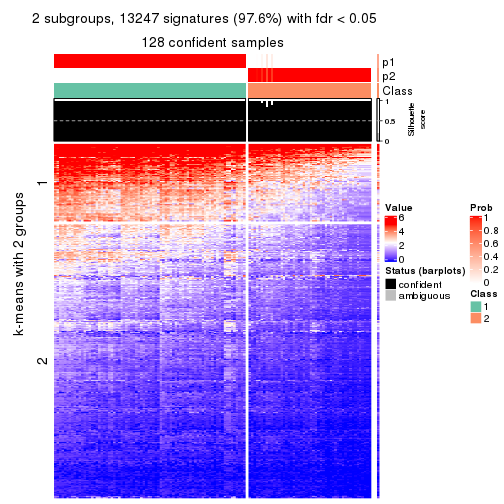 2 subgroups, 13247 signatures (97.6%) with fdr < 0.05
128 confident samples
p1
p2
Class
1
0.5
0
Silhouette
score
k-means with 2 groups
1
2
Value
6
4
2
0
Status (barplots)
confident
ambiguous
Prob
1
0.8
0.6
0.4
0.2
0
Class
1
2